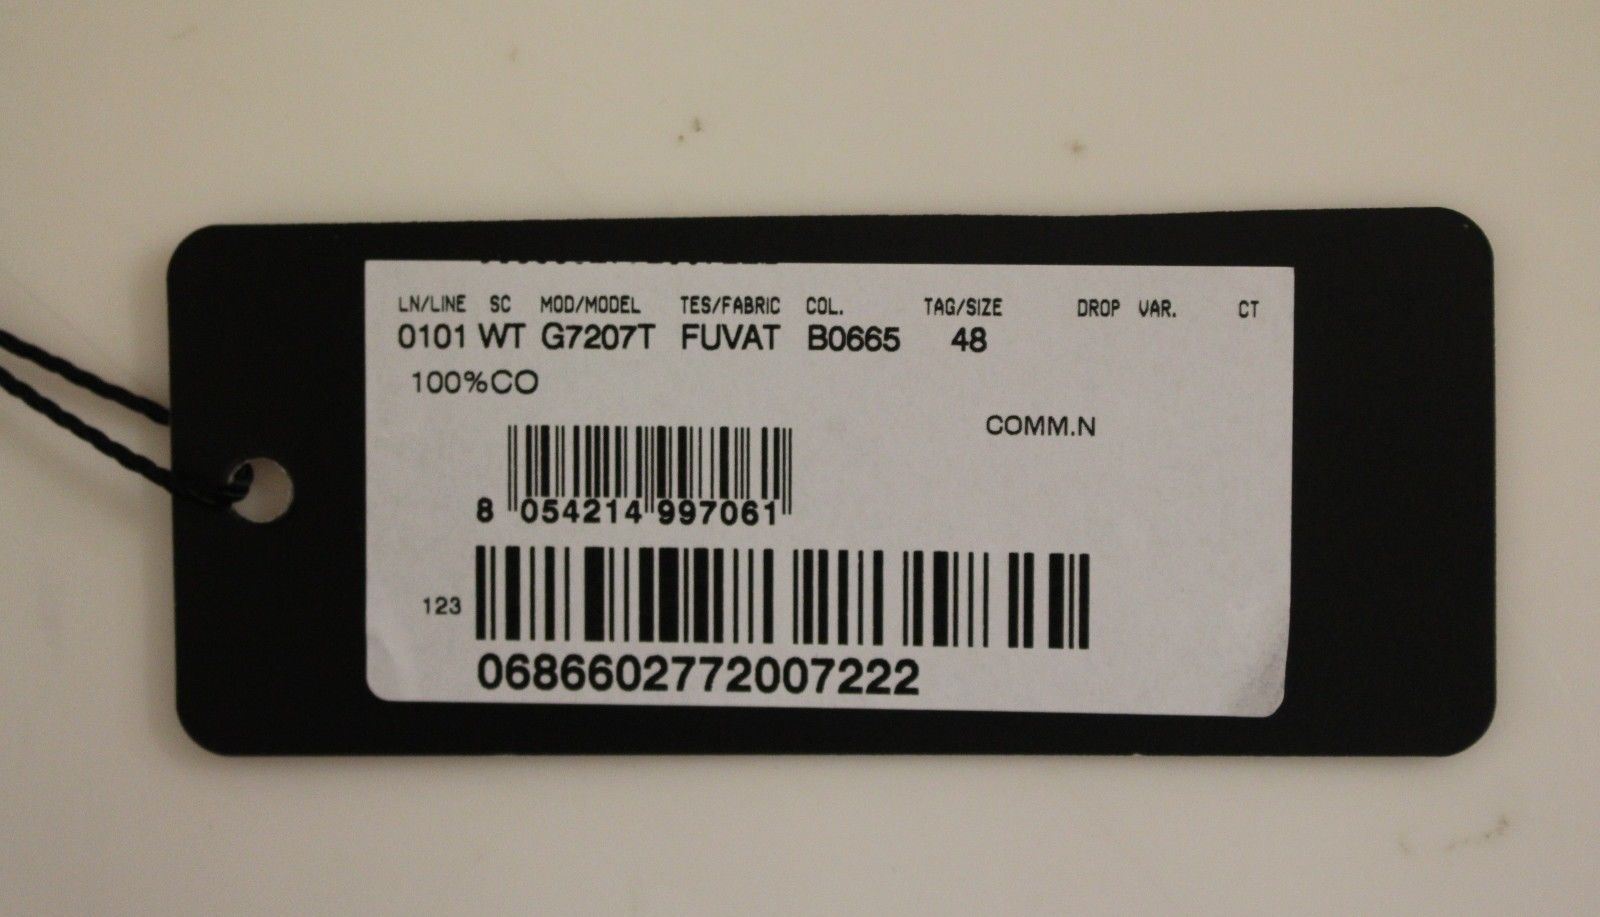 LN/LINE SC MOD/MODEL TES/FABRIC COL. TAG/SIZE DROP VAR. CT
0101 WT G7207T FUVAT B0665 48
100%CO
COMM.N
8 054214 997061
123
0686602772007222